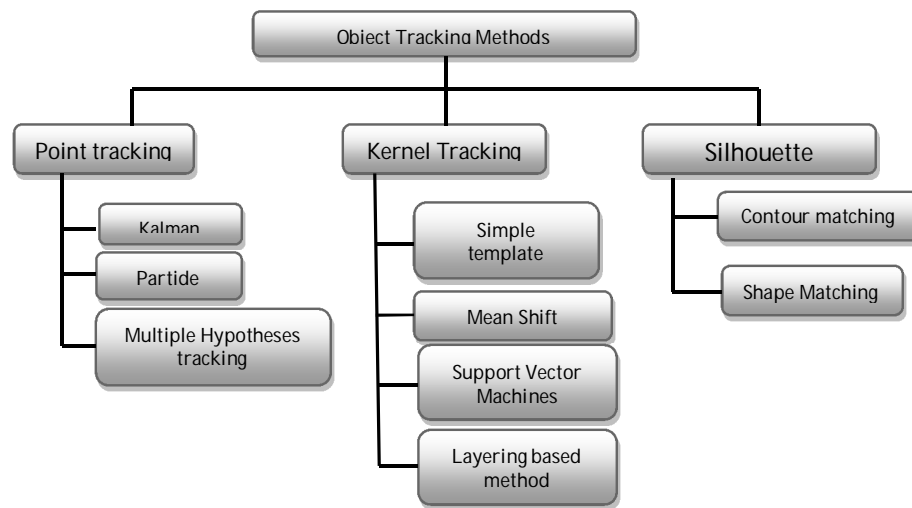 Object Tracking Methods
Point tracking
Kalman
Partide
Multiple Hypotheses
tracking
Kernel Tracking
Simple
template
Mean Shift
Support Vector
Machines
Layering based
method
Silhouette
Contour matching
Shape Matching